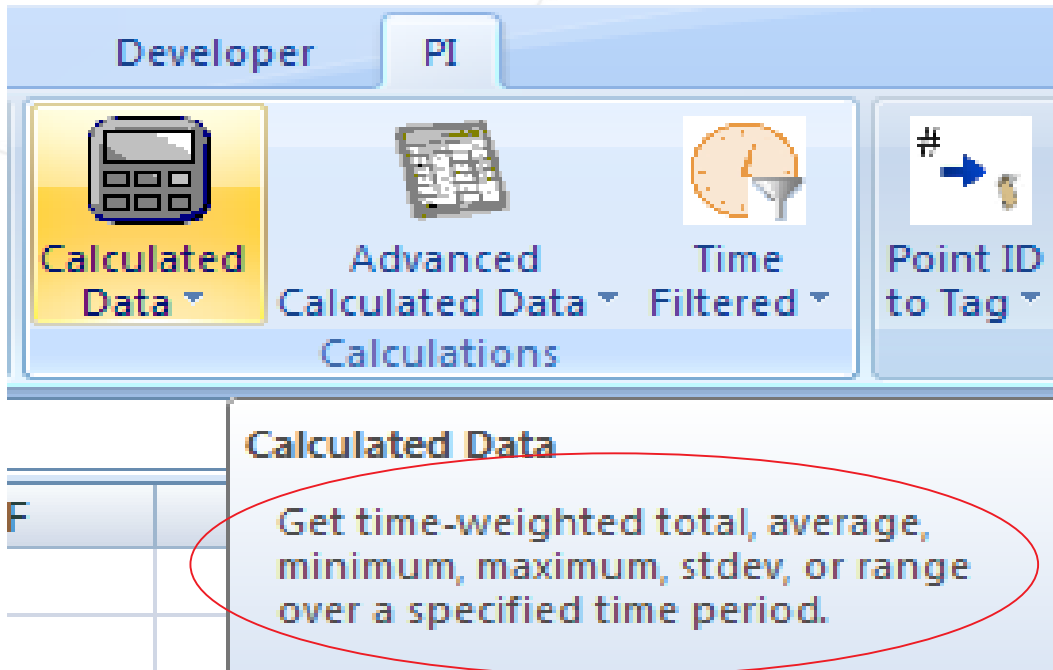 Developer PI
Calculated
Data
Advanced
Calculated Data
Time
Filtered
#
Point ID
to Tag
Calculations
Calculated Data
F
Get time-weighted total, average,
minimum, maximum, stdev, or range
over a specified time period.